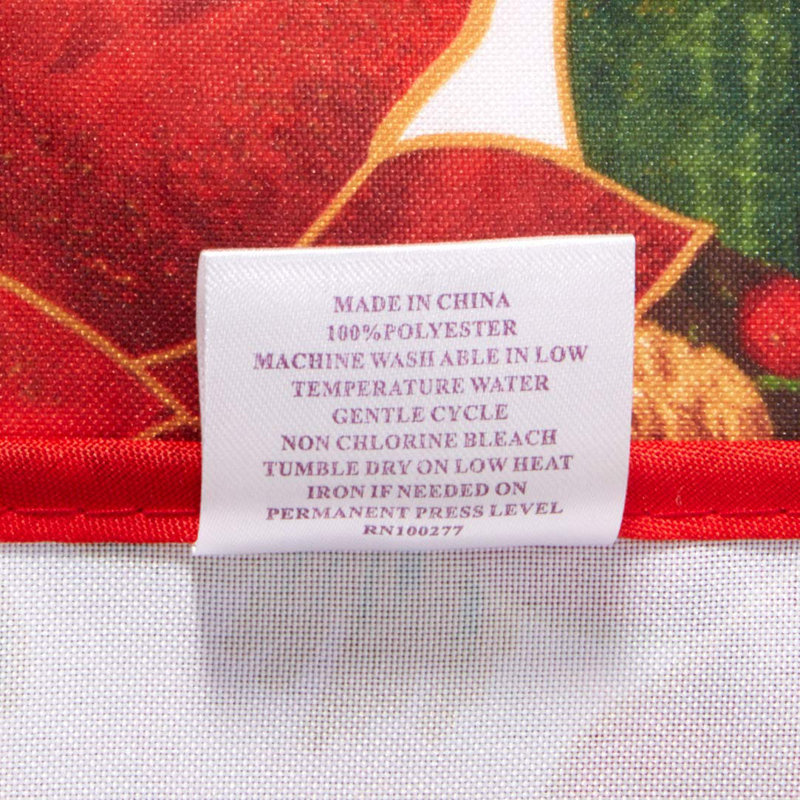 MADE IN CHINA
100%POLYESTER
MACHINE WASH ABLE IN LOW
TEMPERATURE WATER
GENTLE CYCLE
NON CHLORINE BLEACH
TUMBLE DRY ON LOW HEAT
IRON IF NEEDED ON
PERMANENT PRESS LEVEL
RN100277